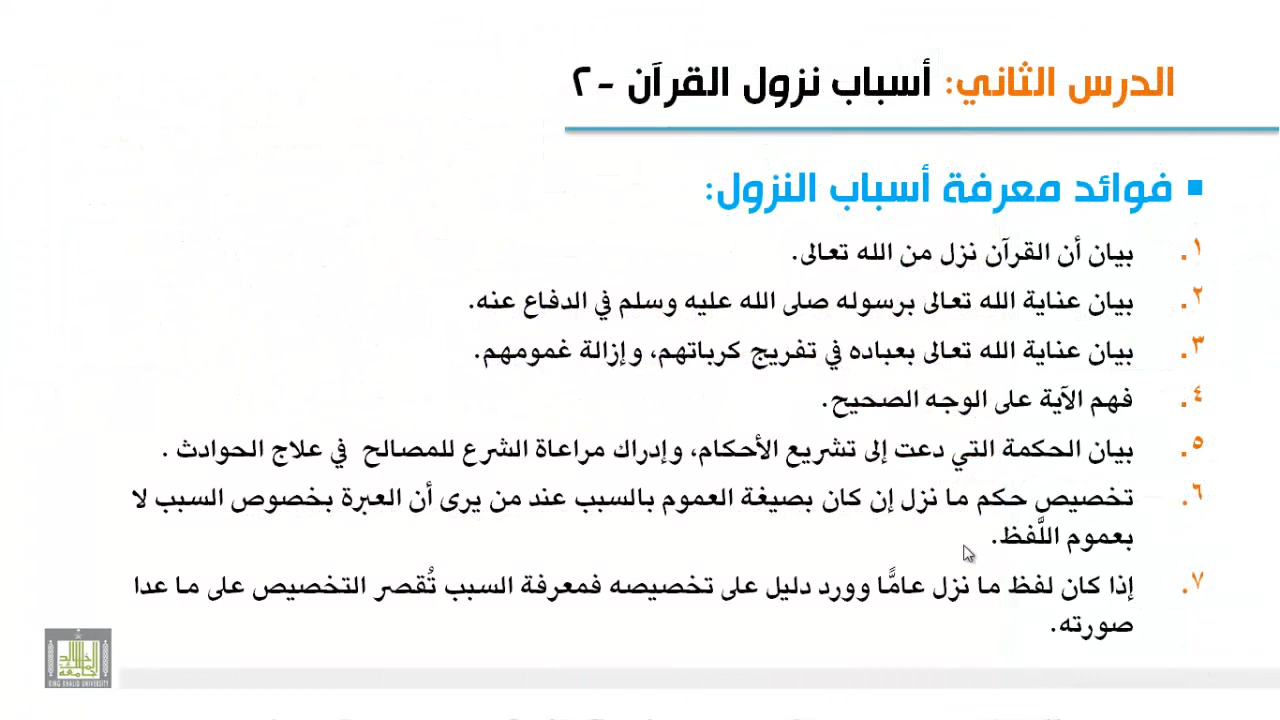 الدرس الثاني: أسباب نزول القرآن -٢
▪ فوائد معرفة أسباب النزول:
١. بيان أن القرآن نزل من الله تعالى.
٢. بيان عناية الله تعالى برسوله صلى الله عليه وسلم في الدفاع عنه.
٣. بيان عناية الله تعالى بعباده في تفريج كرباتهم، وإزالة غمومهم.
٤. فهم الآية على الوجه الصحيح.
٥. بيان الحكمة التي دعت إلى تشريع الأحكام، وإدراك مراعاة الشرع للمصالح في علاج الحوادث .
٦. تخصيص حكم ما نزل إن كان بصيغة العموم بالسبب عند من يرى أن العبرة بخصوص السبب لا
بعموم اللَّفظ.
٧. إذا كان لفظ ما نزل عامًّا وورد دليل على تخصيصه فمعرفة السبب تُقصر التخصيص على ما عدا
صورته.
KING KHALID UNIVERSITY